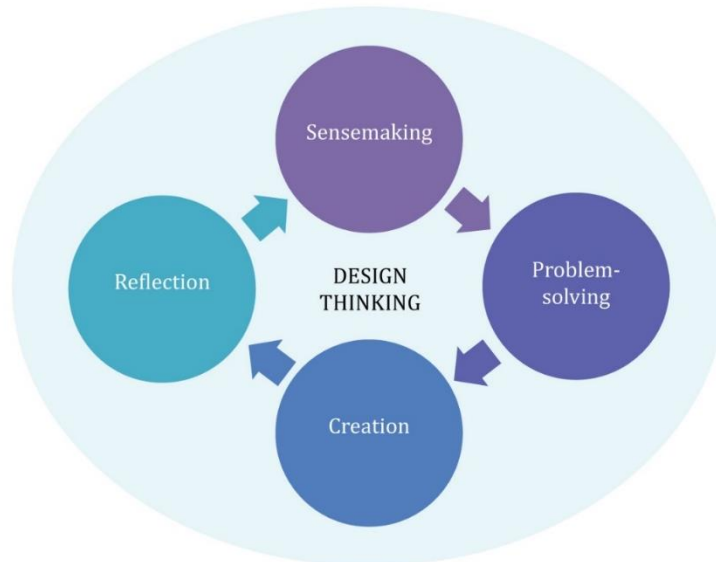 Sensemaking
Reflection
DESIGN
THINKING
Problem-
solving
Creation